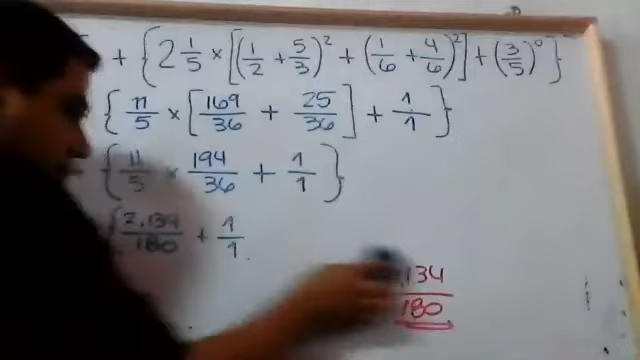 + {2 1/5 × [(1/2 + 5/3)² + (1/6 + 4/6)²] + (3/5)⁰}
{11/5 × [169/36 + 25/36] + 1/1}
{11/5 × 194/36 + 1/1}
{2.134/180 + 1/1
134/180